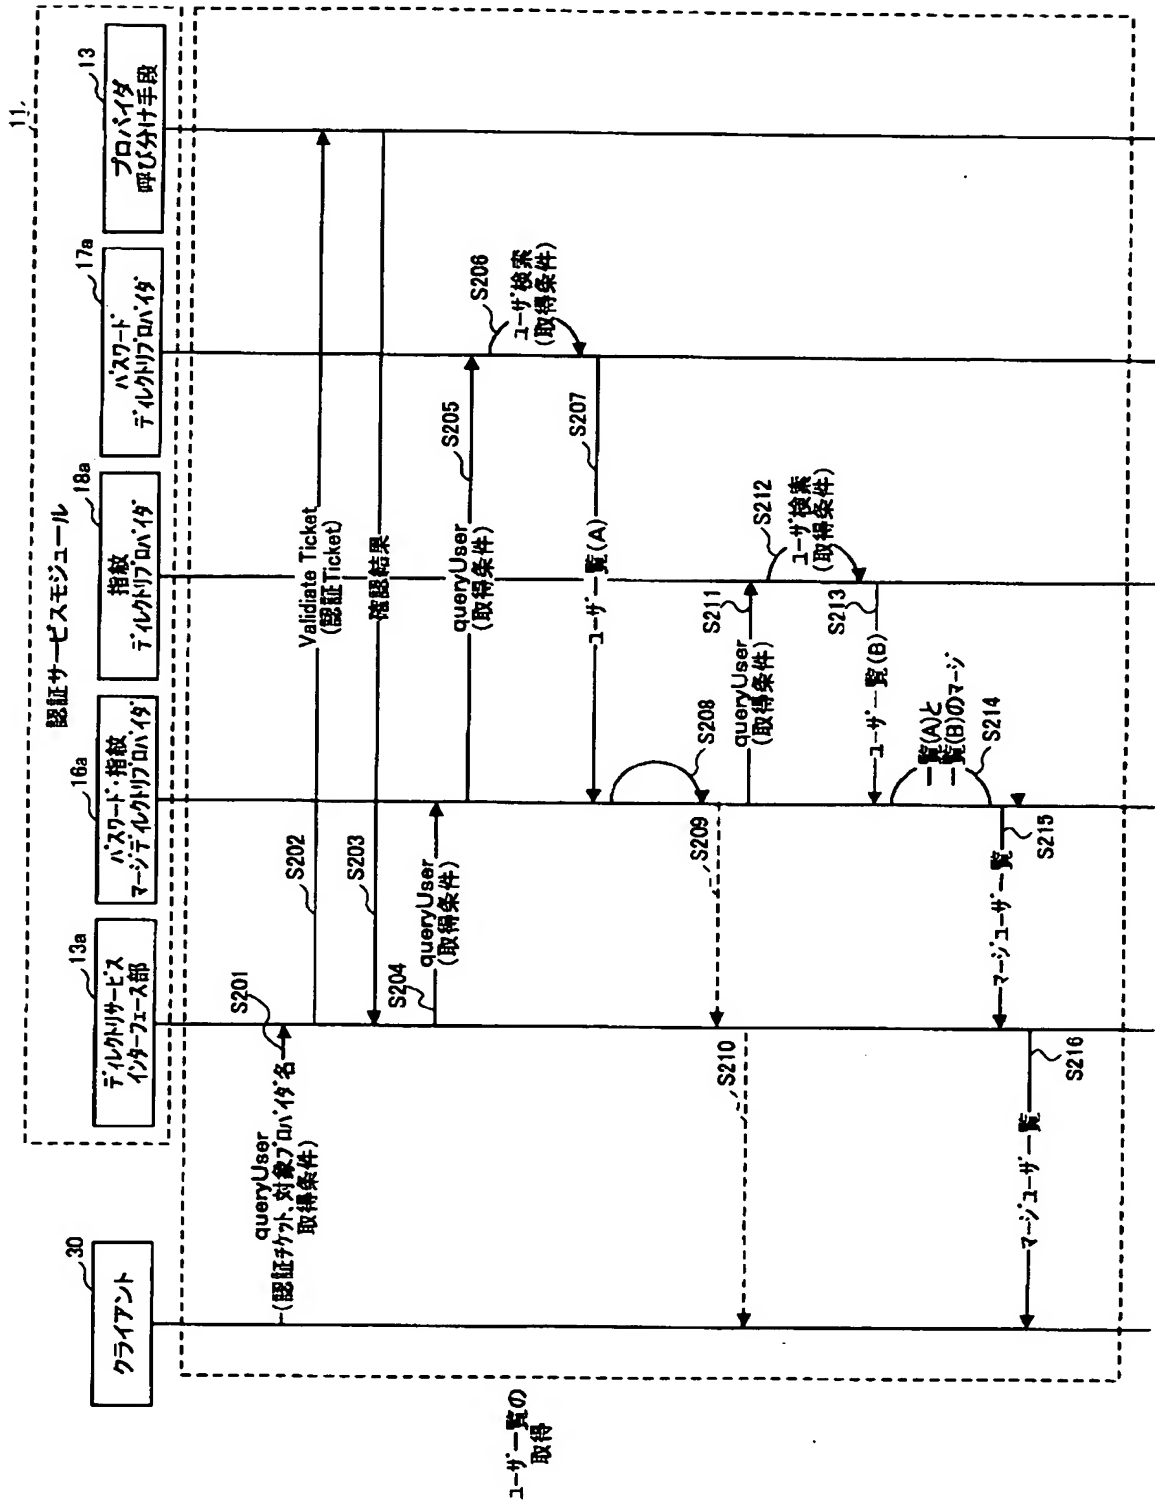 11
認証サービスモジュール
30
クライアント
13a
ディレクトリサービス
インターフェース部
16a
パスワード・指紋
マージディレクトリプロバイダ
18a
指紋
ディレクトリプロバイダ
17a
パスワード
ディレクトリプロバイダ
13
プロバイダ
呼び分け手段
ユーザ一覧の
取得
queryUser
(認証チケット、対象プロバイダ名
取得条件)
S201
S202
Validiate Ticket
(認証Ticket)
S203
確認結果
S204
queryUser
(取得条件)
queryUser
(取得条件)
S205
S206
ユーザ検索
(取得条件)
ユーザ一覧(A)
S207
S208
S209
S210
queryUser
(取得条件)
S211
S212
ユーザ検索
(取得条件)
ユーザ一覧(B)
S213
一覧(A)と
一覧(B)のマージ
S214
マージユーザ一覧
S215
マージユーザ一覧
S216